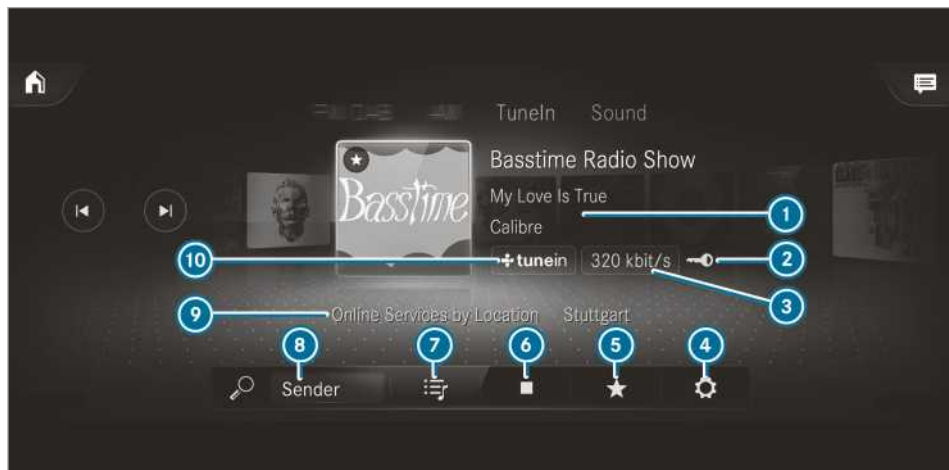 TuneIn Sound
Basstime Radio Show
Basstime
My Love Is True
1
Calibre
10
tunein 320 kbit/s
2
3
9
Online Services by Location Stuttgart
8 7 6 5 4
Sender